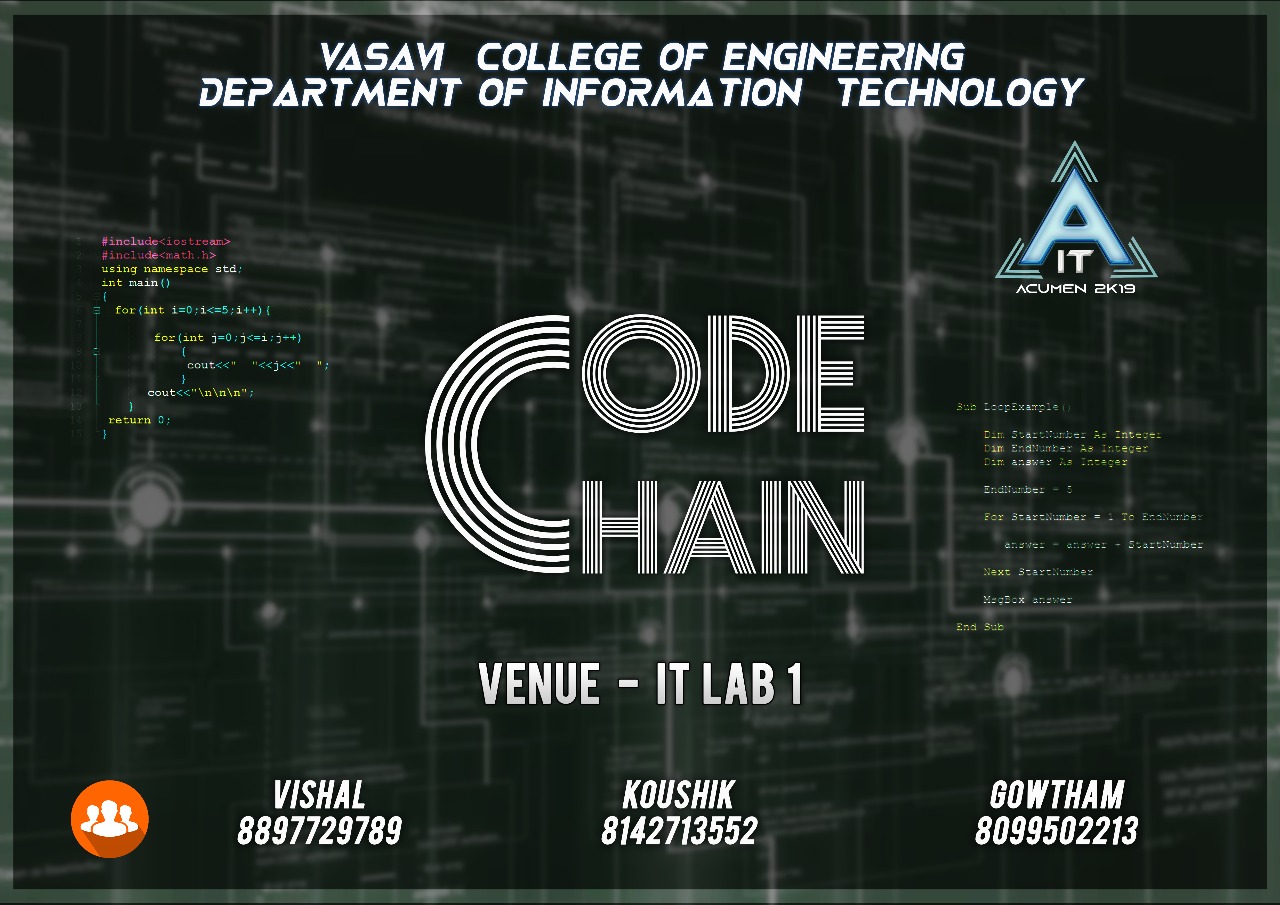 VASAVI COLLEGE OF ENGINEERING
DEPARTMENT OF INFORMATION TECHNOLOGY
A
IT
ACUMEN 2K19
#include<iostream>
#include<math.h>
using namespace std;
int main()
{
for(int i=0;i<=5;i++){
for(int j=0;j<=i;j++)
{
cout<<"  "<<j<<"  ";
}
cout<<"\n\n\n";
}
return 0;
}
CODE
CHAIN
Sub LoopExample()
Dim StartNumber As Integer
Dim EndNumber As Integer
Dim answer As Integer
EndNumber = 5
For StartNumber = 1 To EndNumber
answer = answer + StartNumber
Next StartNumber
MsgBox answer
End Sub
VENUE - IT LAB 1
VISHAL
8897729789
KOUSHIK
8142713552
GOWTHAM
8099502213